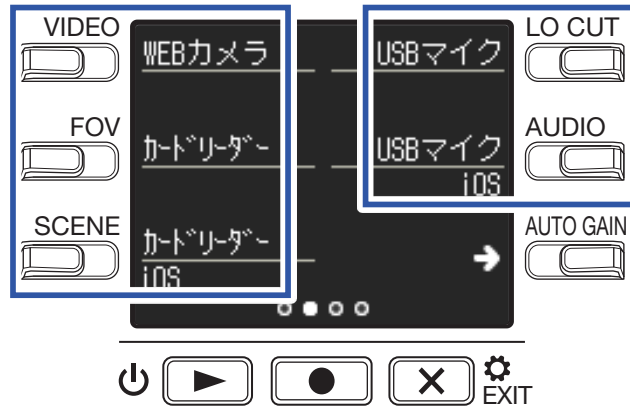 VIDEO
FOV
SCENE
WEBカメラ
カードリーダー
カードリーダー
iOS
USBマイク
USBマイク
iOS
LO CUT
AUDIO
AUTO GAIN
EXIT